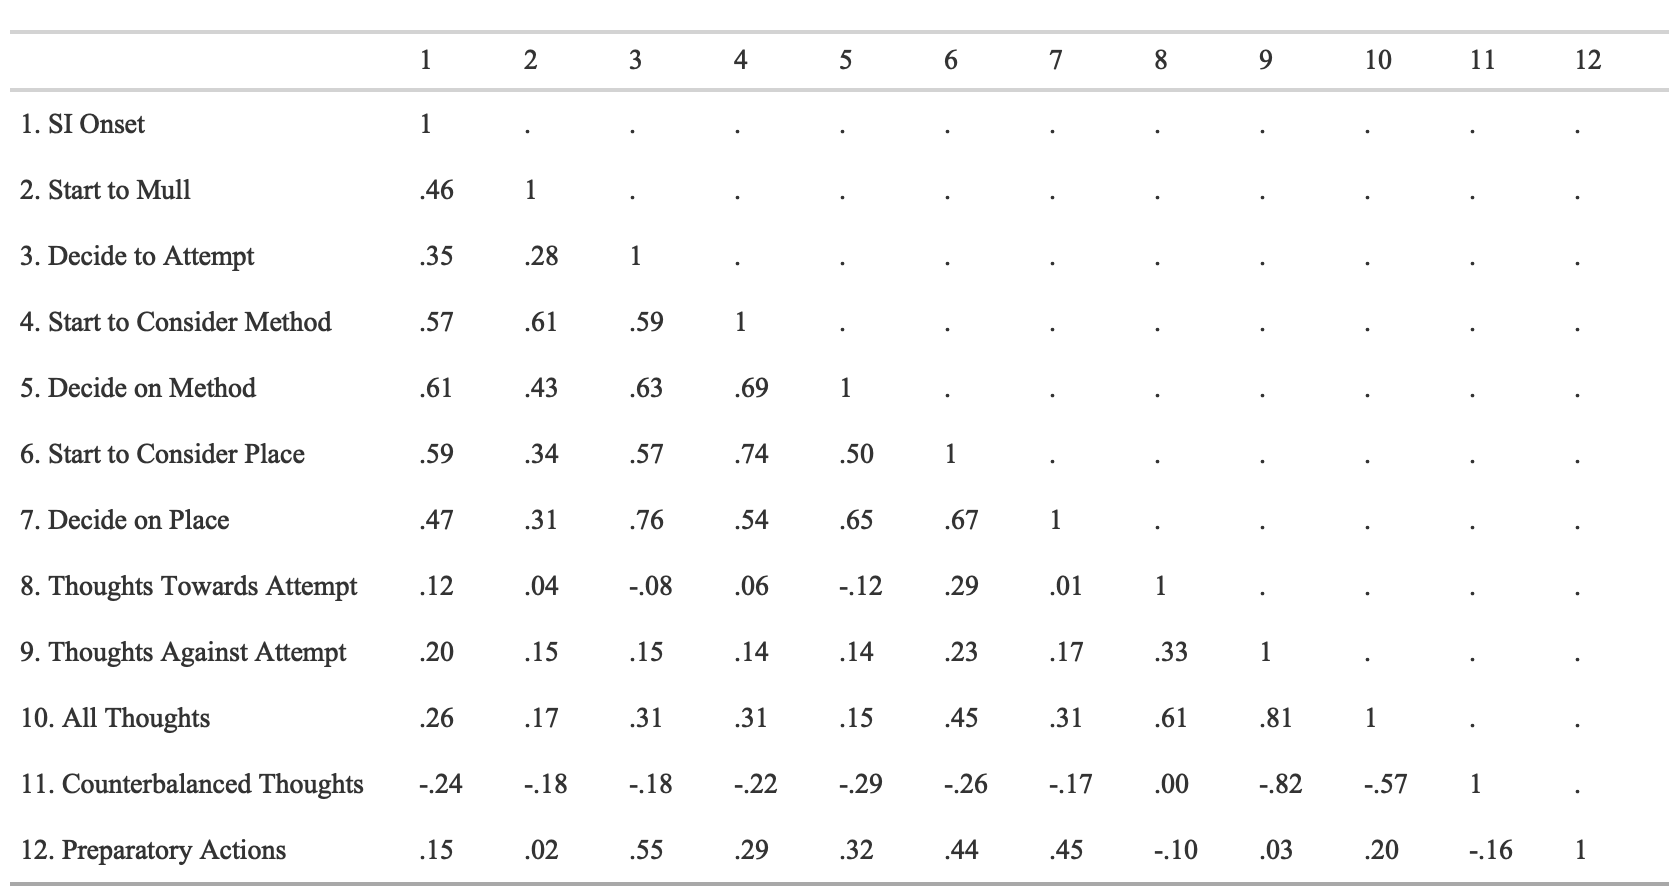 1 2 3 4 5 6 7 8 9 10 11 12
1. SI Onset 1 . . . . . . . . . . .
2. Start to Mull .46 1 . . . . . . . . . .
3. Decide to Attempt .35 .28 1 . . . . . . . . .
4. Start to Consider Method .57 .61 .59 1 . . . . . . . .
5. Decide on Method .61 .43 .63 .69 1 . . . . . . .
6. Start to Consider Place .59 .34 .57 .74 .50 1 . . . . . .
7. Decide on Place .47 .31 .76 .54 .65 .67 1 . . . . .
8. Thoughts Towards Attempt .12 .04 -.08 .06 -.12 .29 .01 1 . . . .
9. Thoughts Against Attempt .20 .15 .15 .14 .14 .23 .17 .33 1 . . .
10. All Thoughts .26 .17 .31 .31 .15 .45 .31 .61 .81 1 . .
11. Counterbalanced Thoughts -.24 -.18 -.18 -.22 -.29 -.26 -.17 .00 -.82 -.57 1 .
12. Preparatory Actions .15 .02 .55 .29 .32 .44 .45 -.10 .03 .20 -.16 1